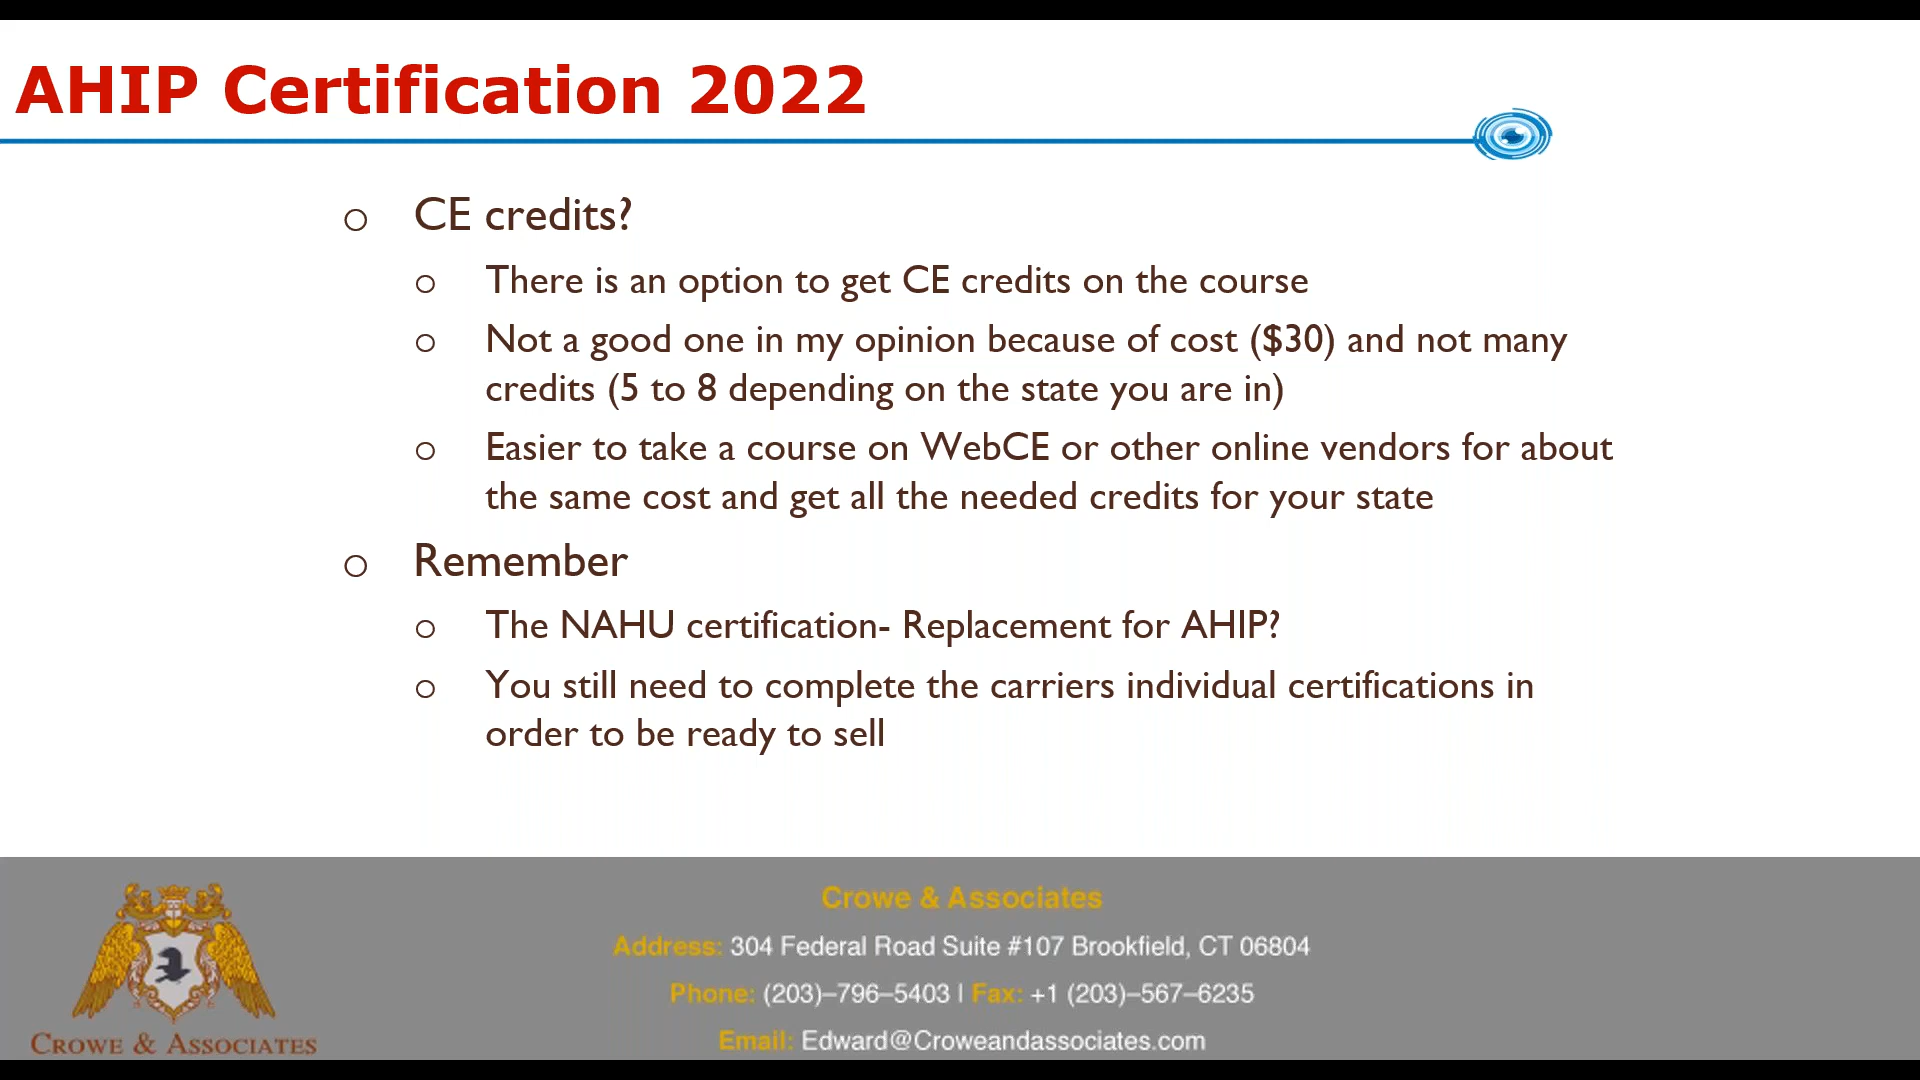 AHIP Certification 2022
o CE credits?
o There is an option to get CE credits on the course
o Not a good one in my opinion because of cost ($30) and not many
credits (5 to 8 depending on the state you are in)
o Easier to take a course on WebCE or other online vendors for about
the same cost and get all the needed credits for your state
o Remember
o The NAHU certification- Replacement for AHIP?
o You still need to complete the carriers individual certifications in
order to be ready to sell
Crowe & Associates
Address: 304 Federal Road Suite #107 Brookfield, CT 06804
Phone: (203)–796–5403 | Fax: +1 (203)–567–6235
Email: Edward@Croweandassociates.com
CROWE & ASSOCIATES